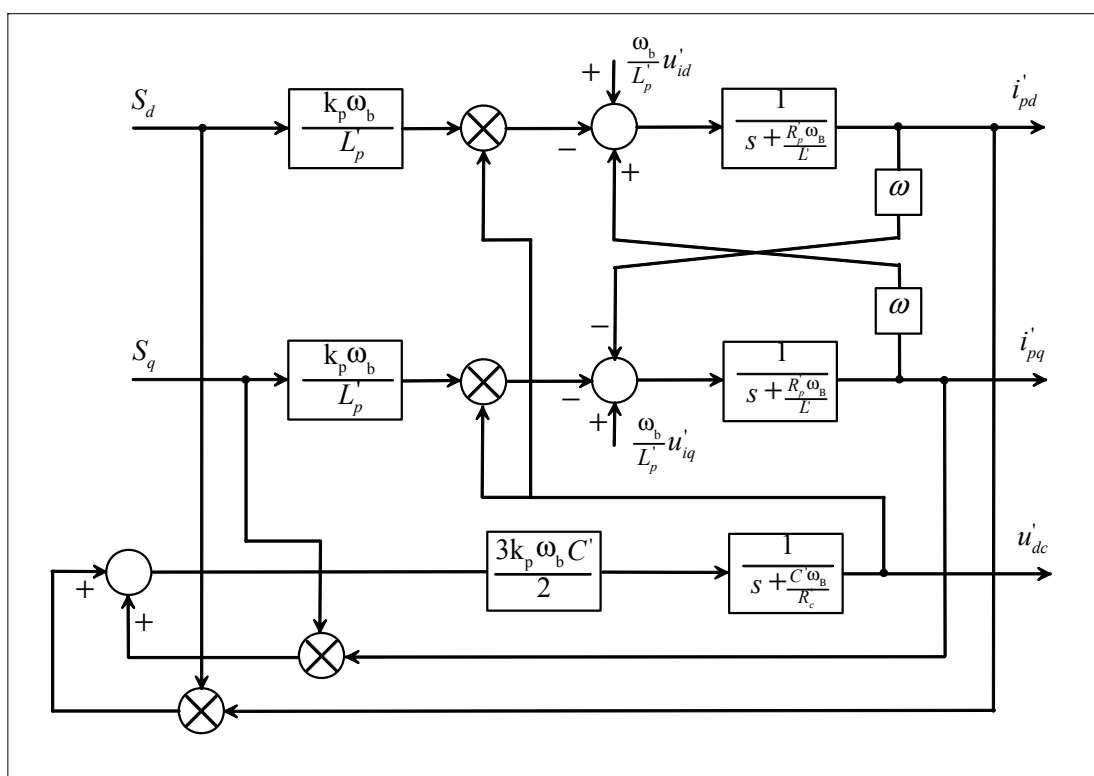 + ω_b/L'_p u'_id
S_d
k_p ω_b/L'_p
−
+
1/(s + R'_p ω_B/L')
i'_pd
ω
ω
S_q
k_p ω_b/L'_p
−
−
+
ω_b/L'_p u'_iq
1/(s + R'_p ω_B/L')
i'_pq
+
+
3k_p ω_b C'/2
1/(s + C' ω_B/R'_c)
u'_dc